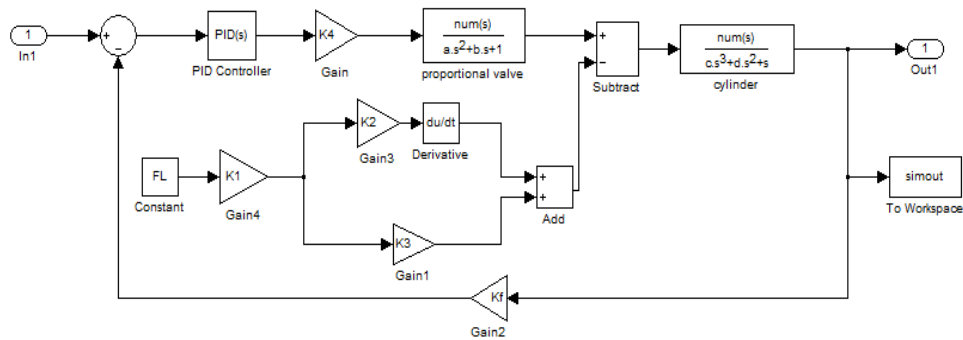 1
In1
PID(s)
PID Controller
K4
Gain
num(s)
a.s²+b.s+1
proportional valve
Subtract
num(s)
c.s³+d.s²+s
cylinder
1
Out1
K2
Gain3
du/dt
Derivative
FL
Constant
K1
Gain4
K3
Gain1
Add
simout
To Workspace
Kf
Gain2